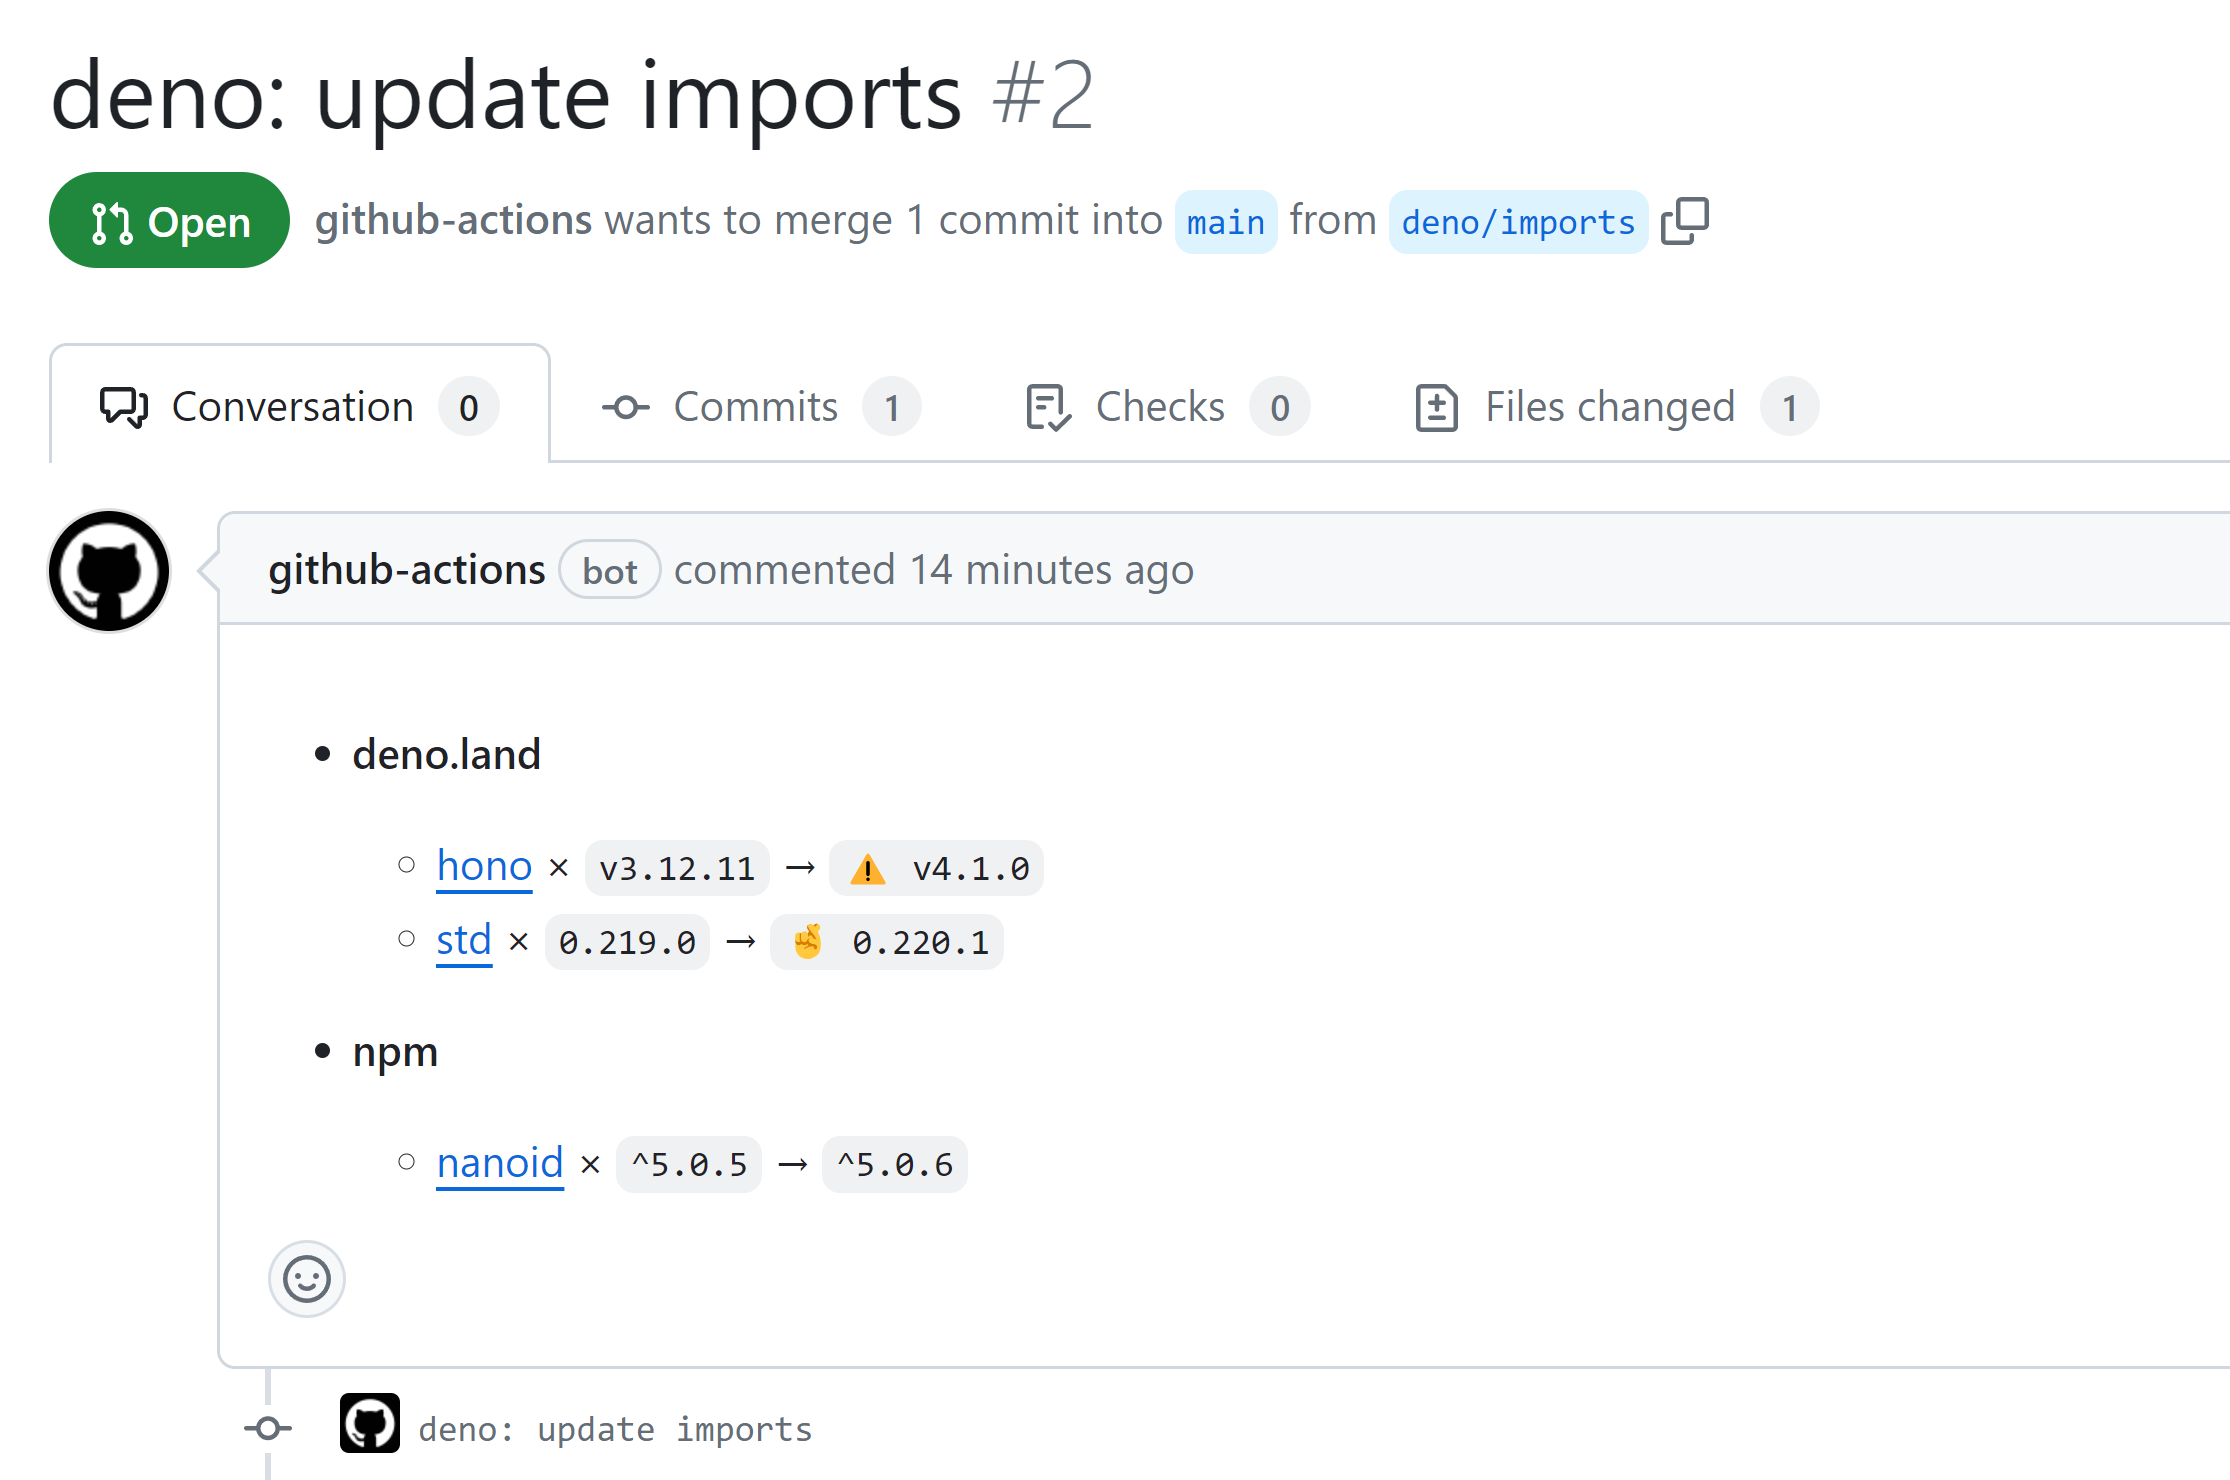 deno: update imports #2
Open github-actions wants to merge 1 commit into main from deno/imports
Conversation 0 Commits 1 Checks 0 Files changed 1
github-actions bot commented 14 minutes ago
• deno.land
○ hono × v3.12.11 → ⚠️ v4.1.0
○ std × 0.219.0 → 🤞 0.220.1
• npm
○ nanoid × ^5.0.5 → ^5.0.6
deno: update imports